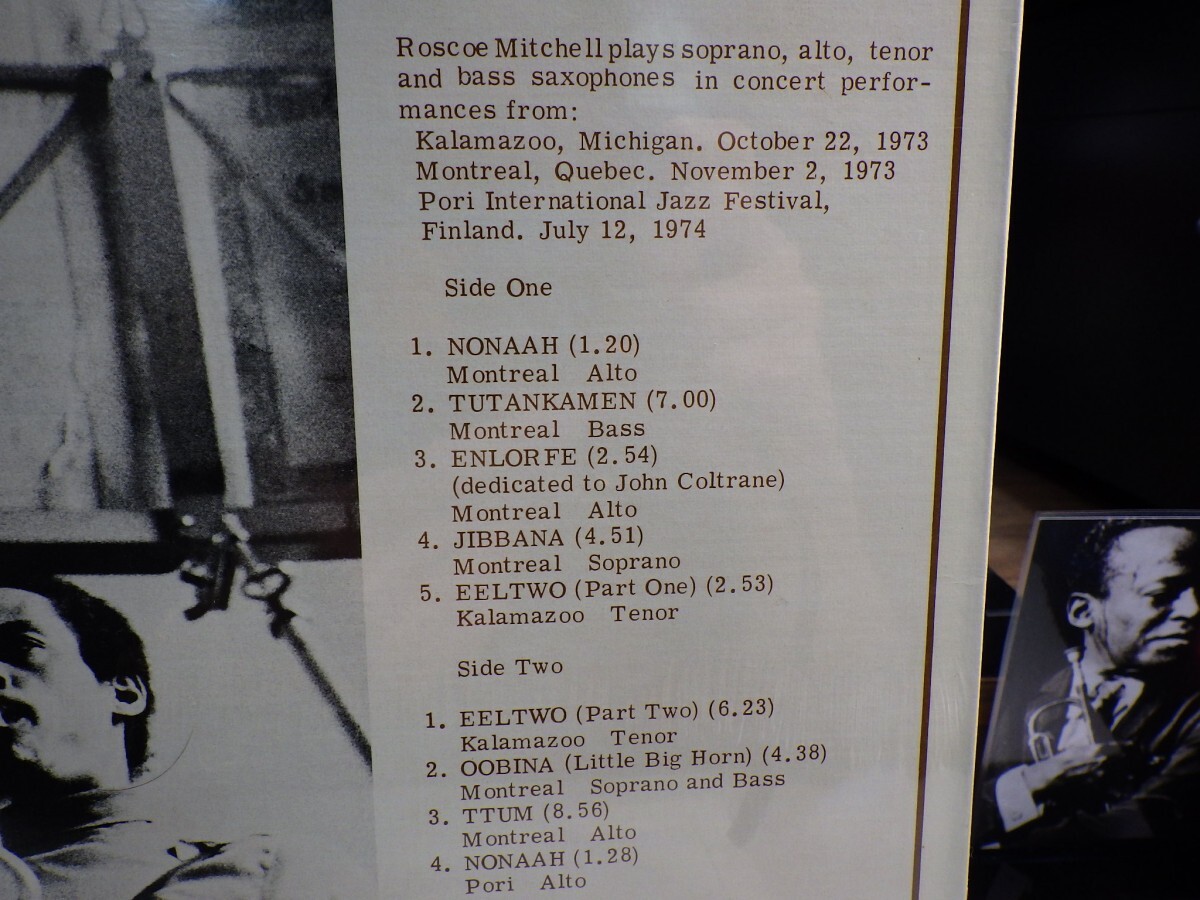 Roscoe Mitchell plays soprano, alto, tenor
and bass saxophones in concert perfor-
mances from:
Kalamazoo, Michigan. October 22, 1973
Montreal, Quebec. November 2, 1973
Pori International Jazz Festival,
Finland. July 12, 1974
Side One
1. NONAAH (1.20)
Montreal Alto
2. TUTANKAMEN (7.00)
Montreal Bass
3. ENLORFE (2.54)
(dedicated to John Coltrane)
Montreal Alto
4. JIBBANA (4.51)
Montreal Soprano
5. EELTWO (Part One) (2.53)
Kalamazoo Tenor
Side Two
1. EELTWO (Part Two) (6.23)
Kalamazoo Tenor
2. OOBINA (Little Big Horn) (4.38)
Montreal Soprano and Bass
3. TTUM (8.56)
Montreal Alto
4. NONAAH (1.28)
Pori Alto